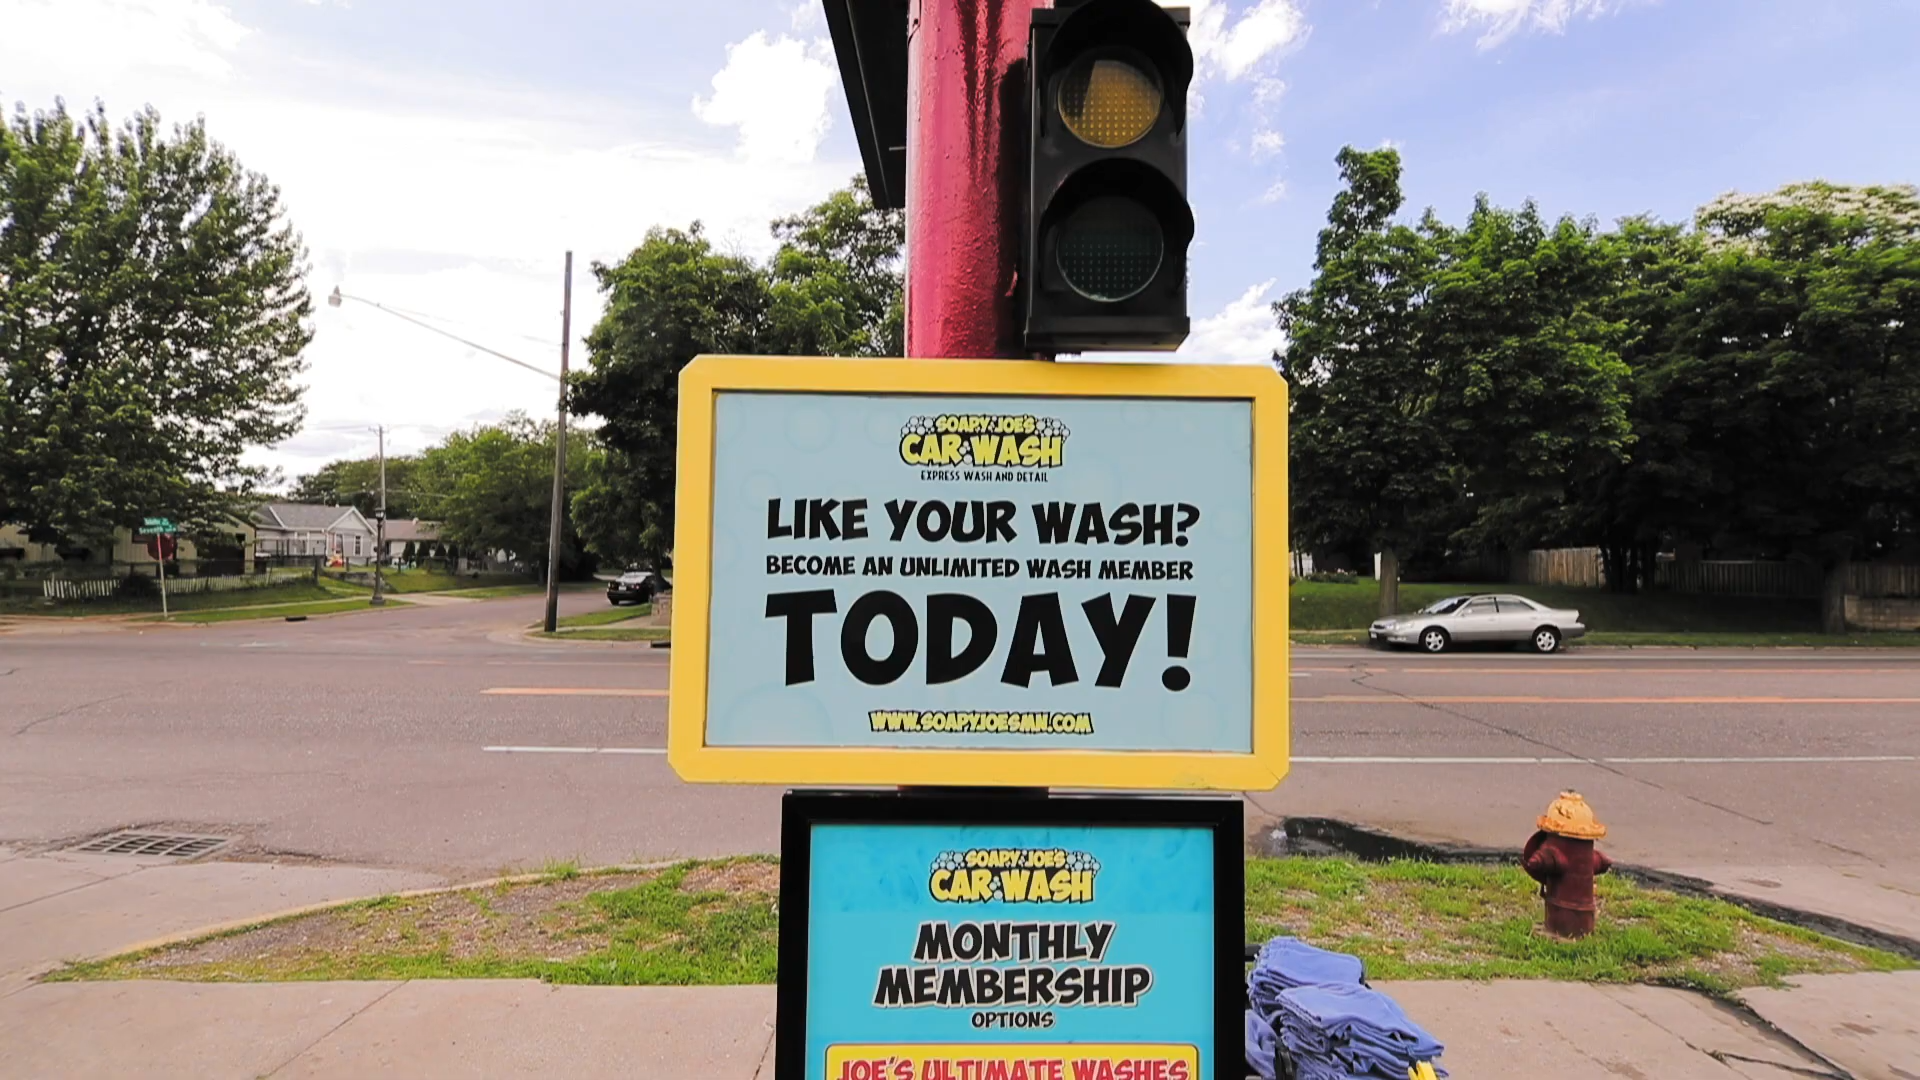 SOAPY JOE'S
CAR WASH
EXPRESS WASH AND DETAIL
LIKE YOUR WASH?
BECOME AN UNLIMITED WASH MEMBER
TODAY!
WWW.SOAPYJOESMN.COM
SOAPY JOE'S
CAR WASH
MONTHLY
MEMBERSHIP
OPTIONS
JOE'S ULTIMATE WASHES